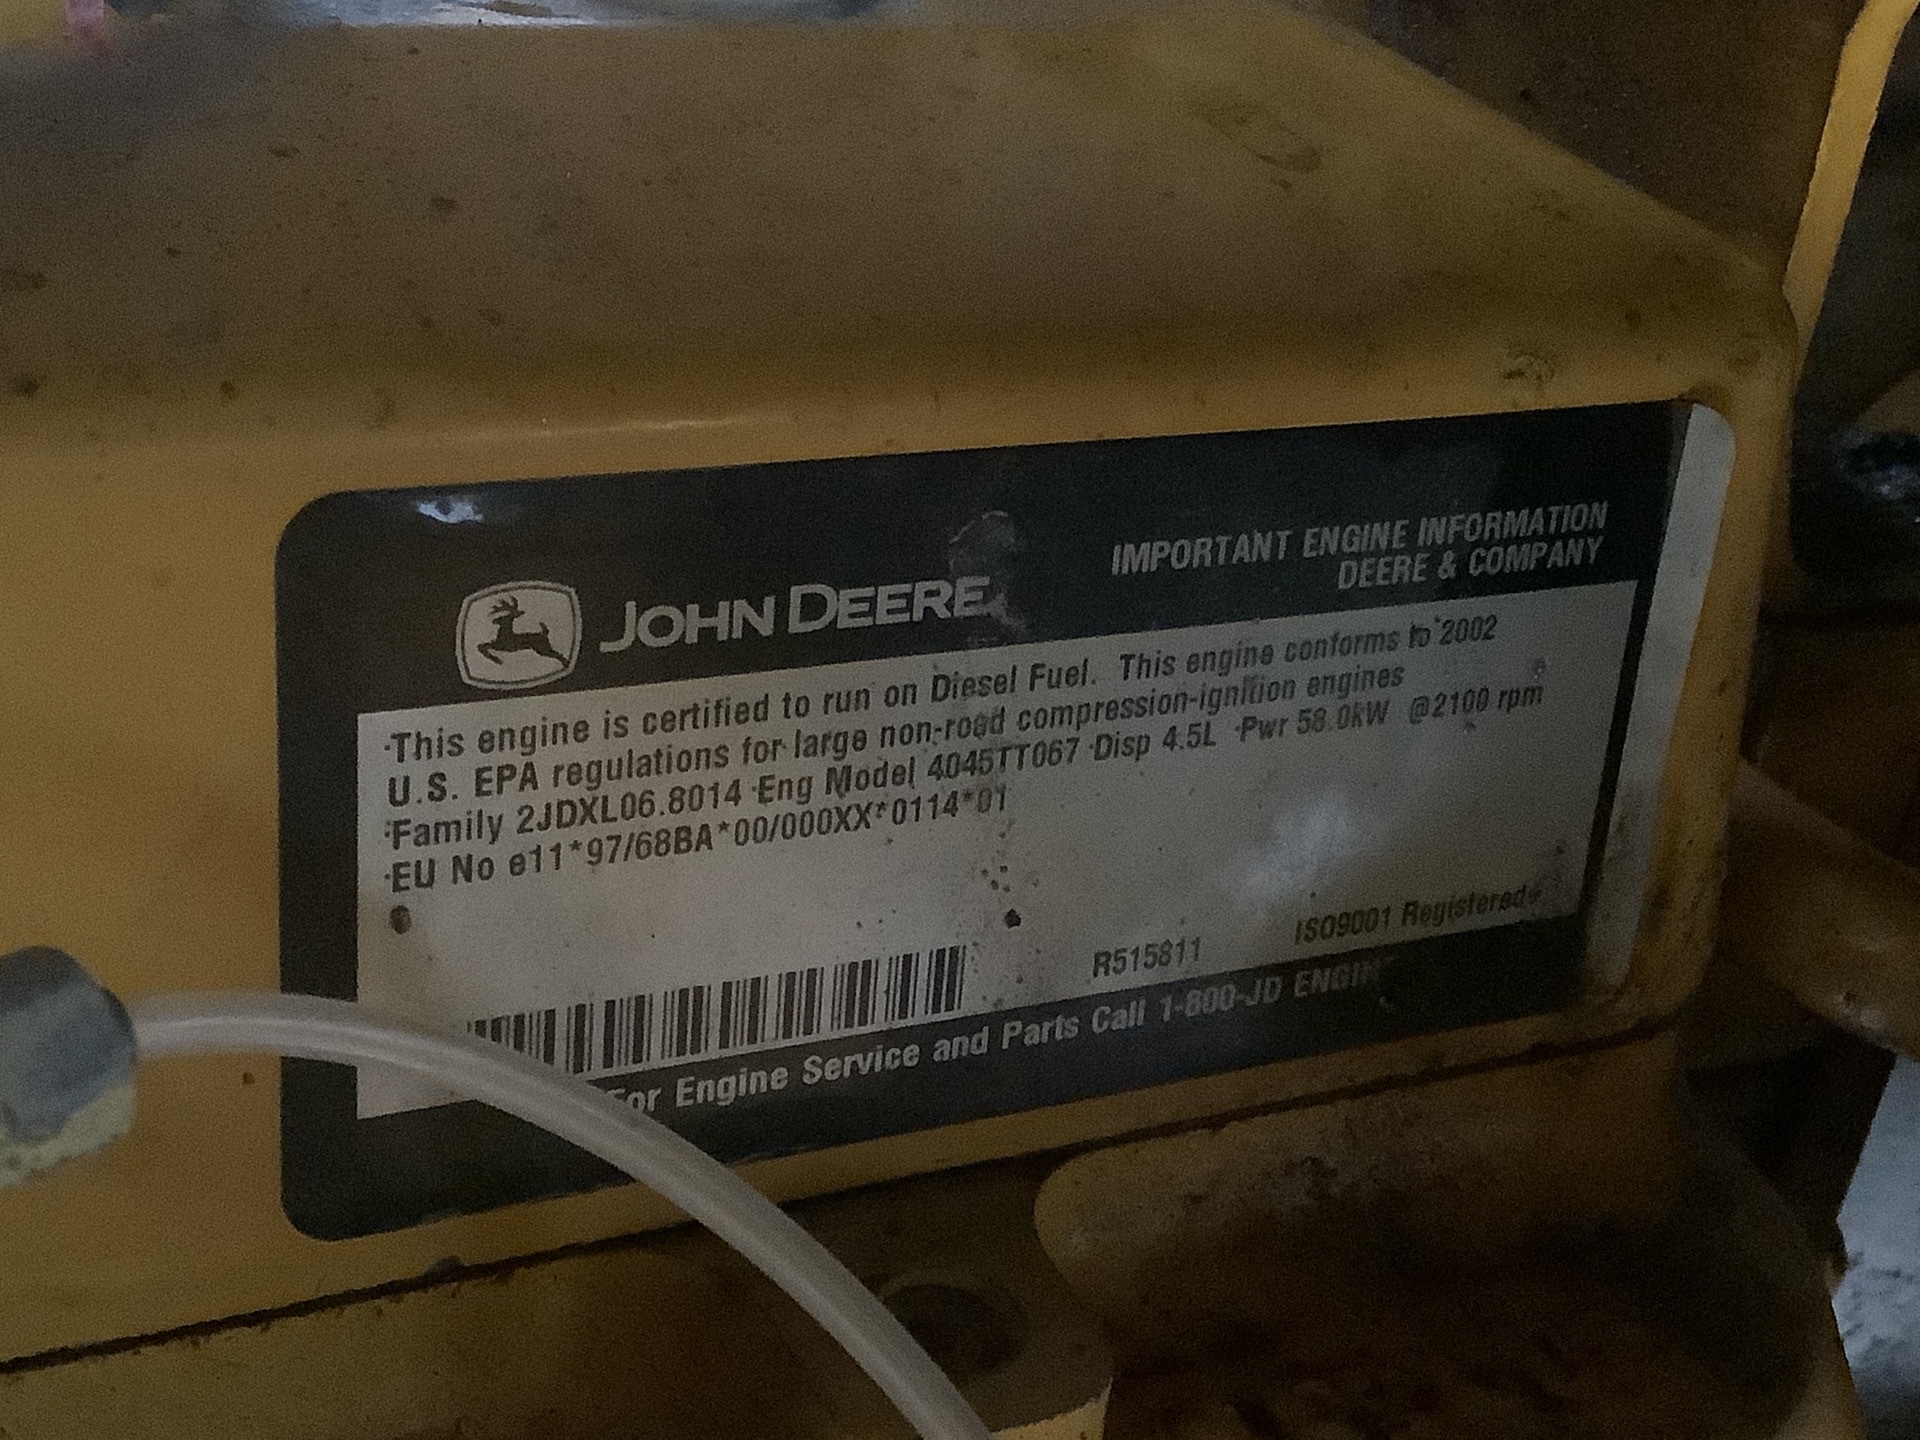 IMPORTANT ENGINE INFORMATION
DEERE & COMPANY
JOHN DEERE
·This engine is certified to run on Diesel Fuel. This engine conforms to 2002
U.S. EPA regulations for large non-road compression-ignition engines
·Family 2JDXL06.8014 ·Eng Model 4045TT067 ·Disp 4.5L ·Pwr 58.0kW @2100 rpm
·EU No e11*97/68BA*00/000XX*0114*01
R515811
ISO9001 Registered
For Engine Service and Parts Call 1-800-JD ENGIN